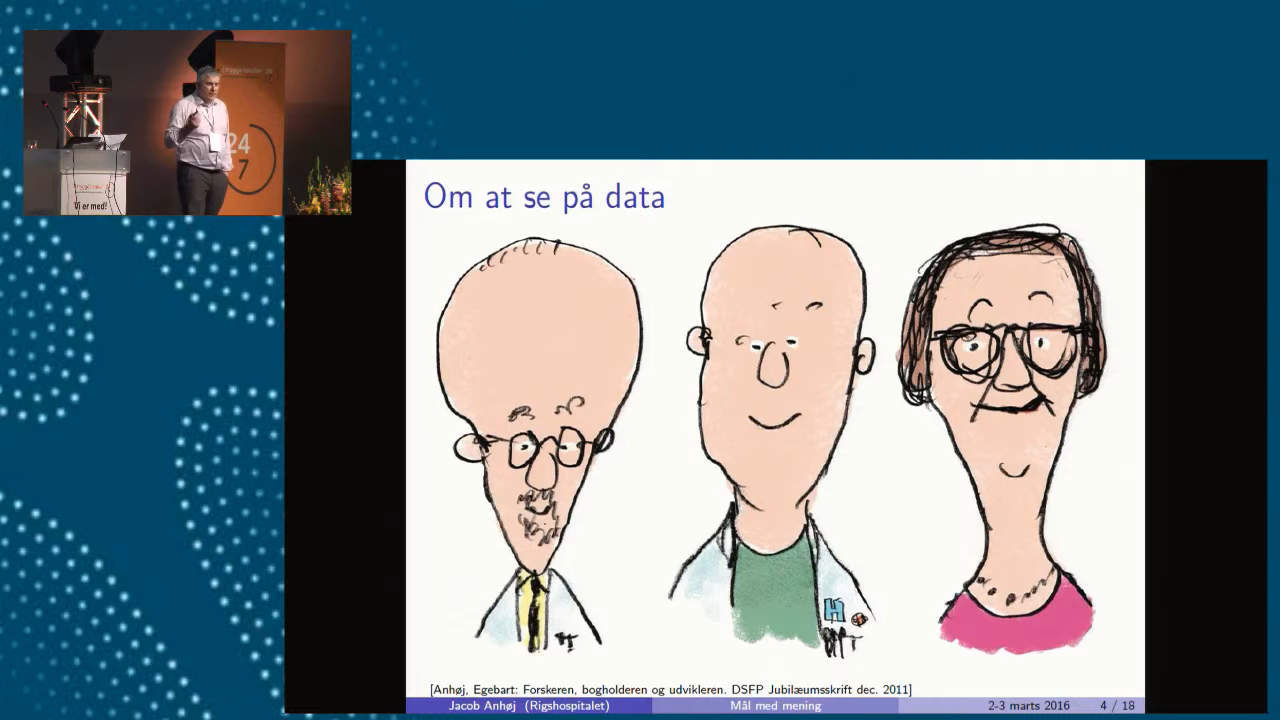 24
7
Vi er med!
Om at se på data
H
[Anhøj, Egebart: Forskeren, bogholderen og udvikleren. DSFP Jubilæumsskrift dec. 2011]
Jacob Anhøj (Rigshospitalet)
Mål med mening
2-3 marts 2016
4 / 18